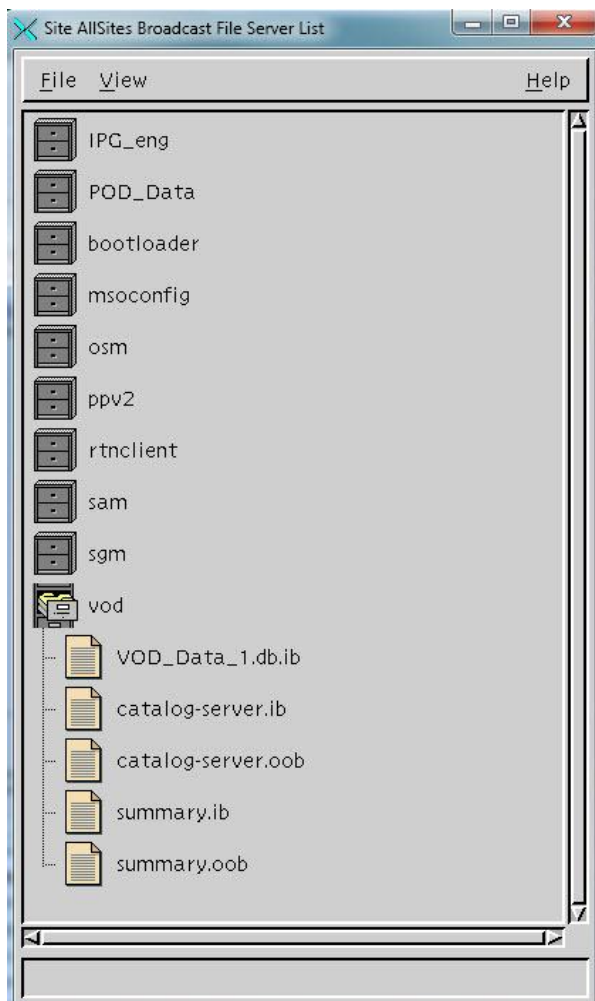 Site AllSites Broadcast File Server List
File View Help
IPG_eng
POD_Data
bootloader
msoconfig
osm
ppv2
rtnclient
sam
sgm
vod
VOD_Data_1.db.ib
catalog-server.ib
catalog-server.oob
summary.ib
summary.oob